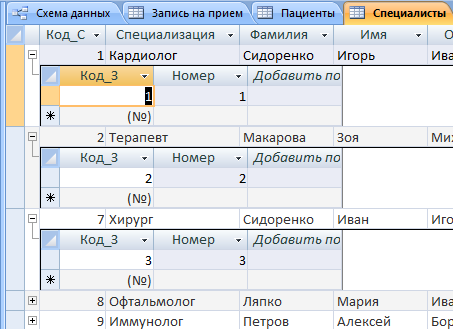 Схема данных Запись на прием Пациенты Специалисты
Код_С Специализация Фамилия Имя О
1 Кардиолог Сидоренко Игорь Ива
Код_З Номер Добавить по
1 1
(№)
2 Терапевт Макарова Зоя Мих
Код_З Номер Добавить по
2 2
(№)
7 Хирург Сидоренко Иван Иго
Код_З Номер Добавить по
3 3
(№)
8 Офтальмолог Ляпко Мария Ива
9 Иммунолог Петров Алексей Бор